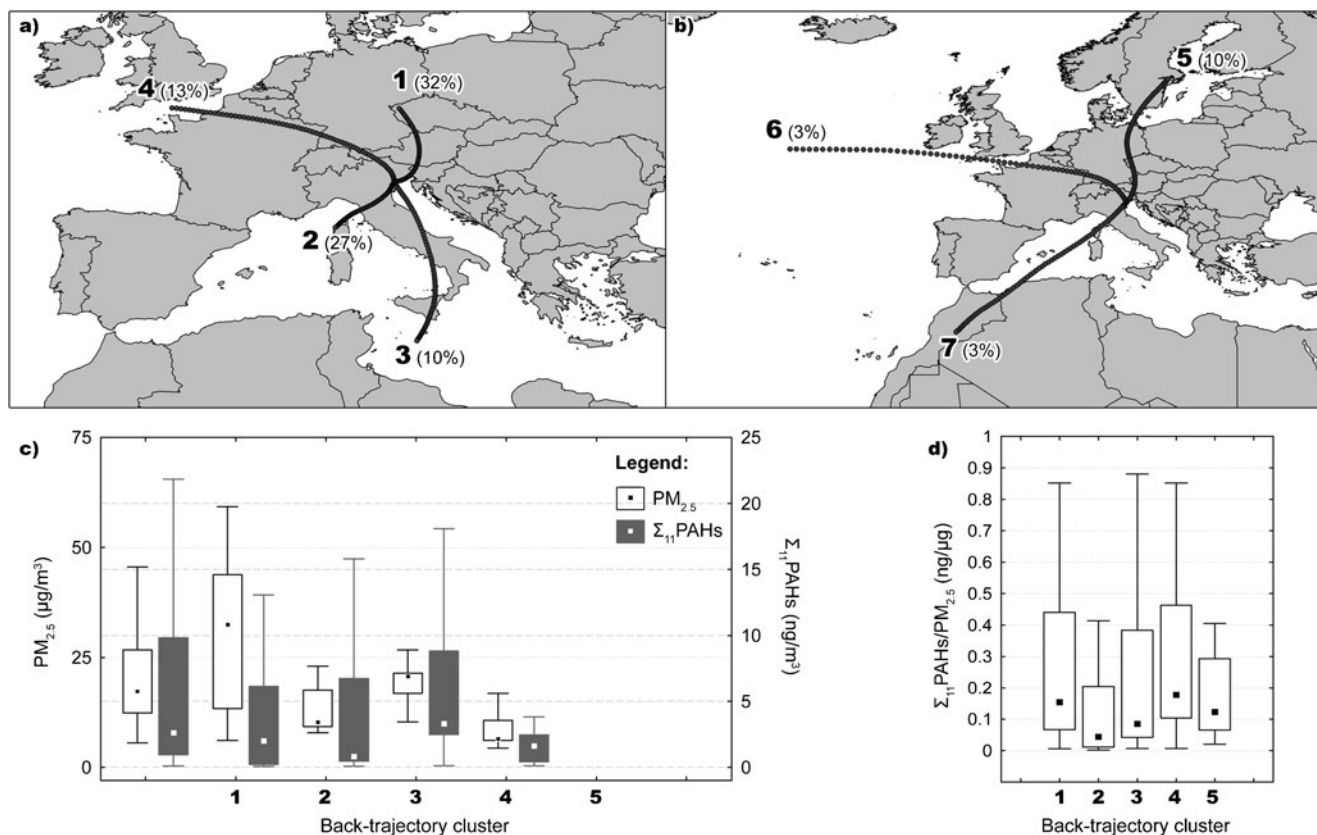 a)
4 (13%)
1 (32%)
2 (27%)
3 (10%)
b)
5 (10%)
6 (3%)
7 (3%)
c)
75
50
25
0
PM2.5 (µg/m³)
Legend:
PM2.5
Σ11PAHs
25
20
15
10
5
0
Σ11PAHs (ng/m³)
1 2 3 4 5
Back-trajectory cluster
d)
1
0.9
0.8
0.7
0.6
0.5
0.4
0.3
0.2
0.1
0
Σ11PAHs/PM2.5 (ng/µg)
1 2 3 4 5
Back-trajectory cluster